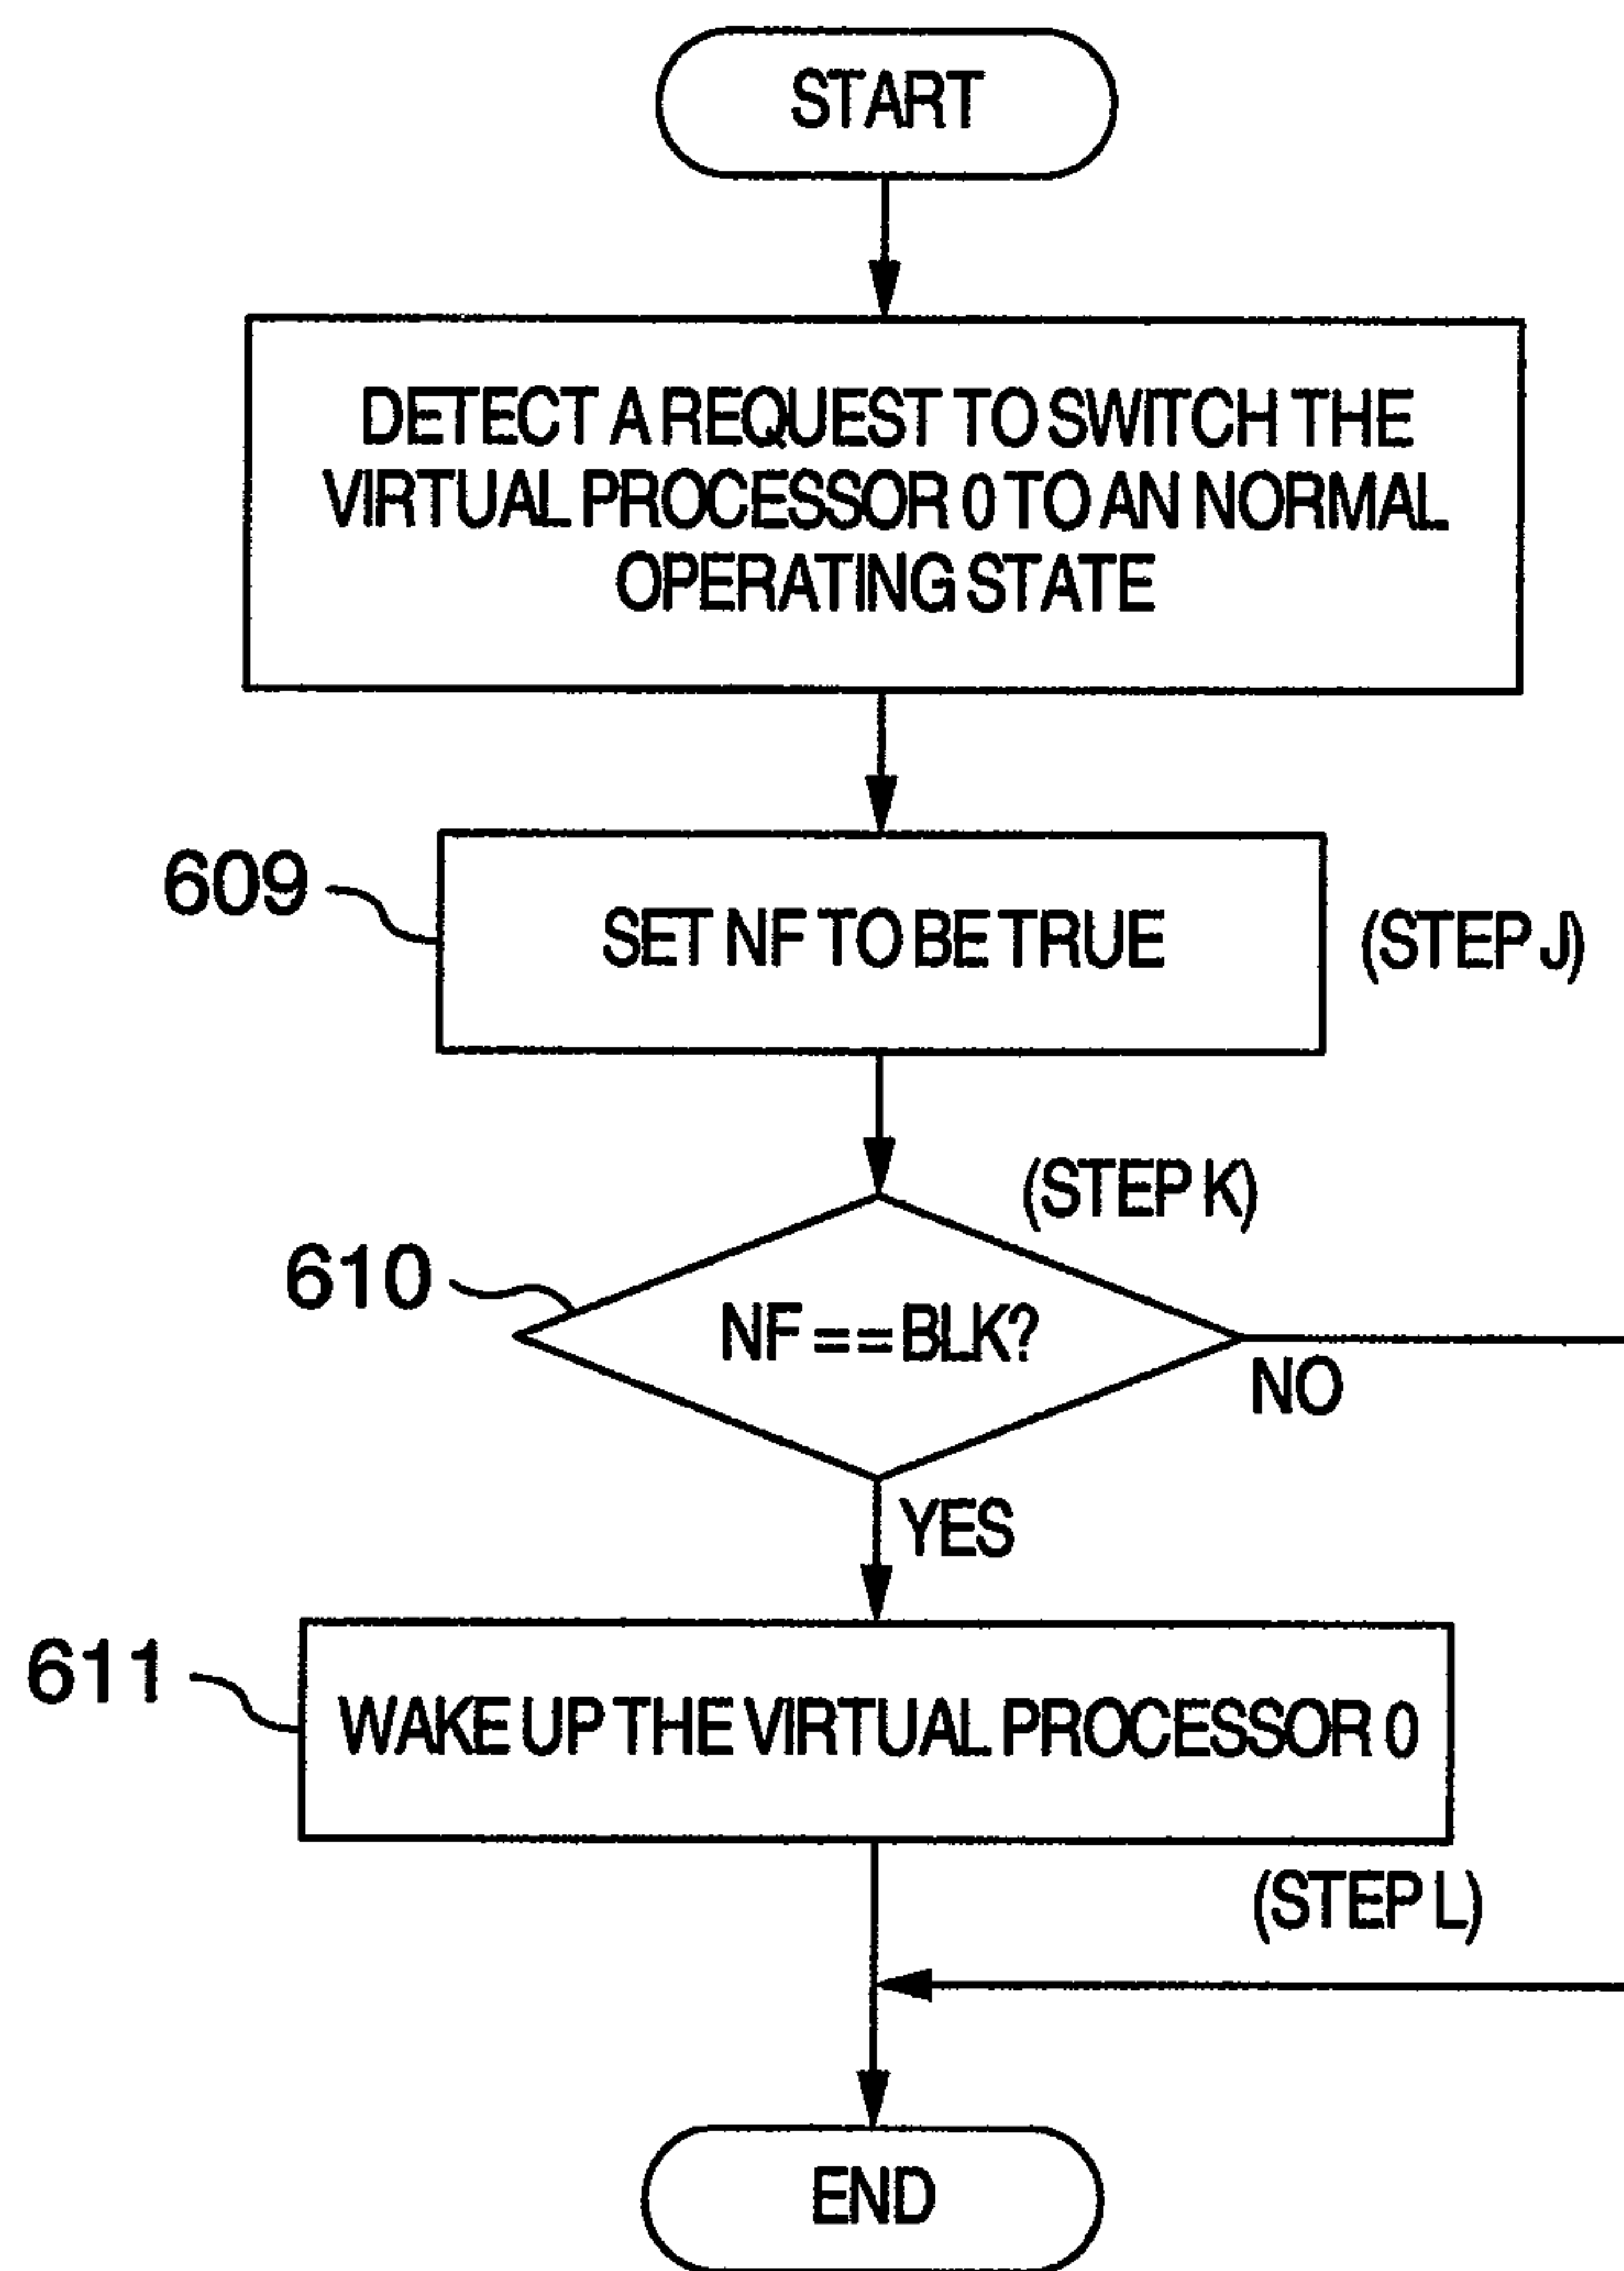 START
DETECT A REQUEST TO SWITCH THE
VIRTUAL PROCESSOR 0 TO AN NORMAL
OPERATING STATE
609
SET NF TO BE TRUE
(STEP J)
(STEP K)
610
NF == BLK?
NO
YES
611
WAKE UP THE VIRTUAL PROCESSOR 0
(STEP L)
END